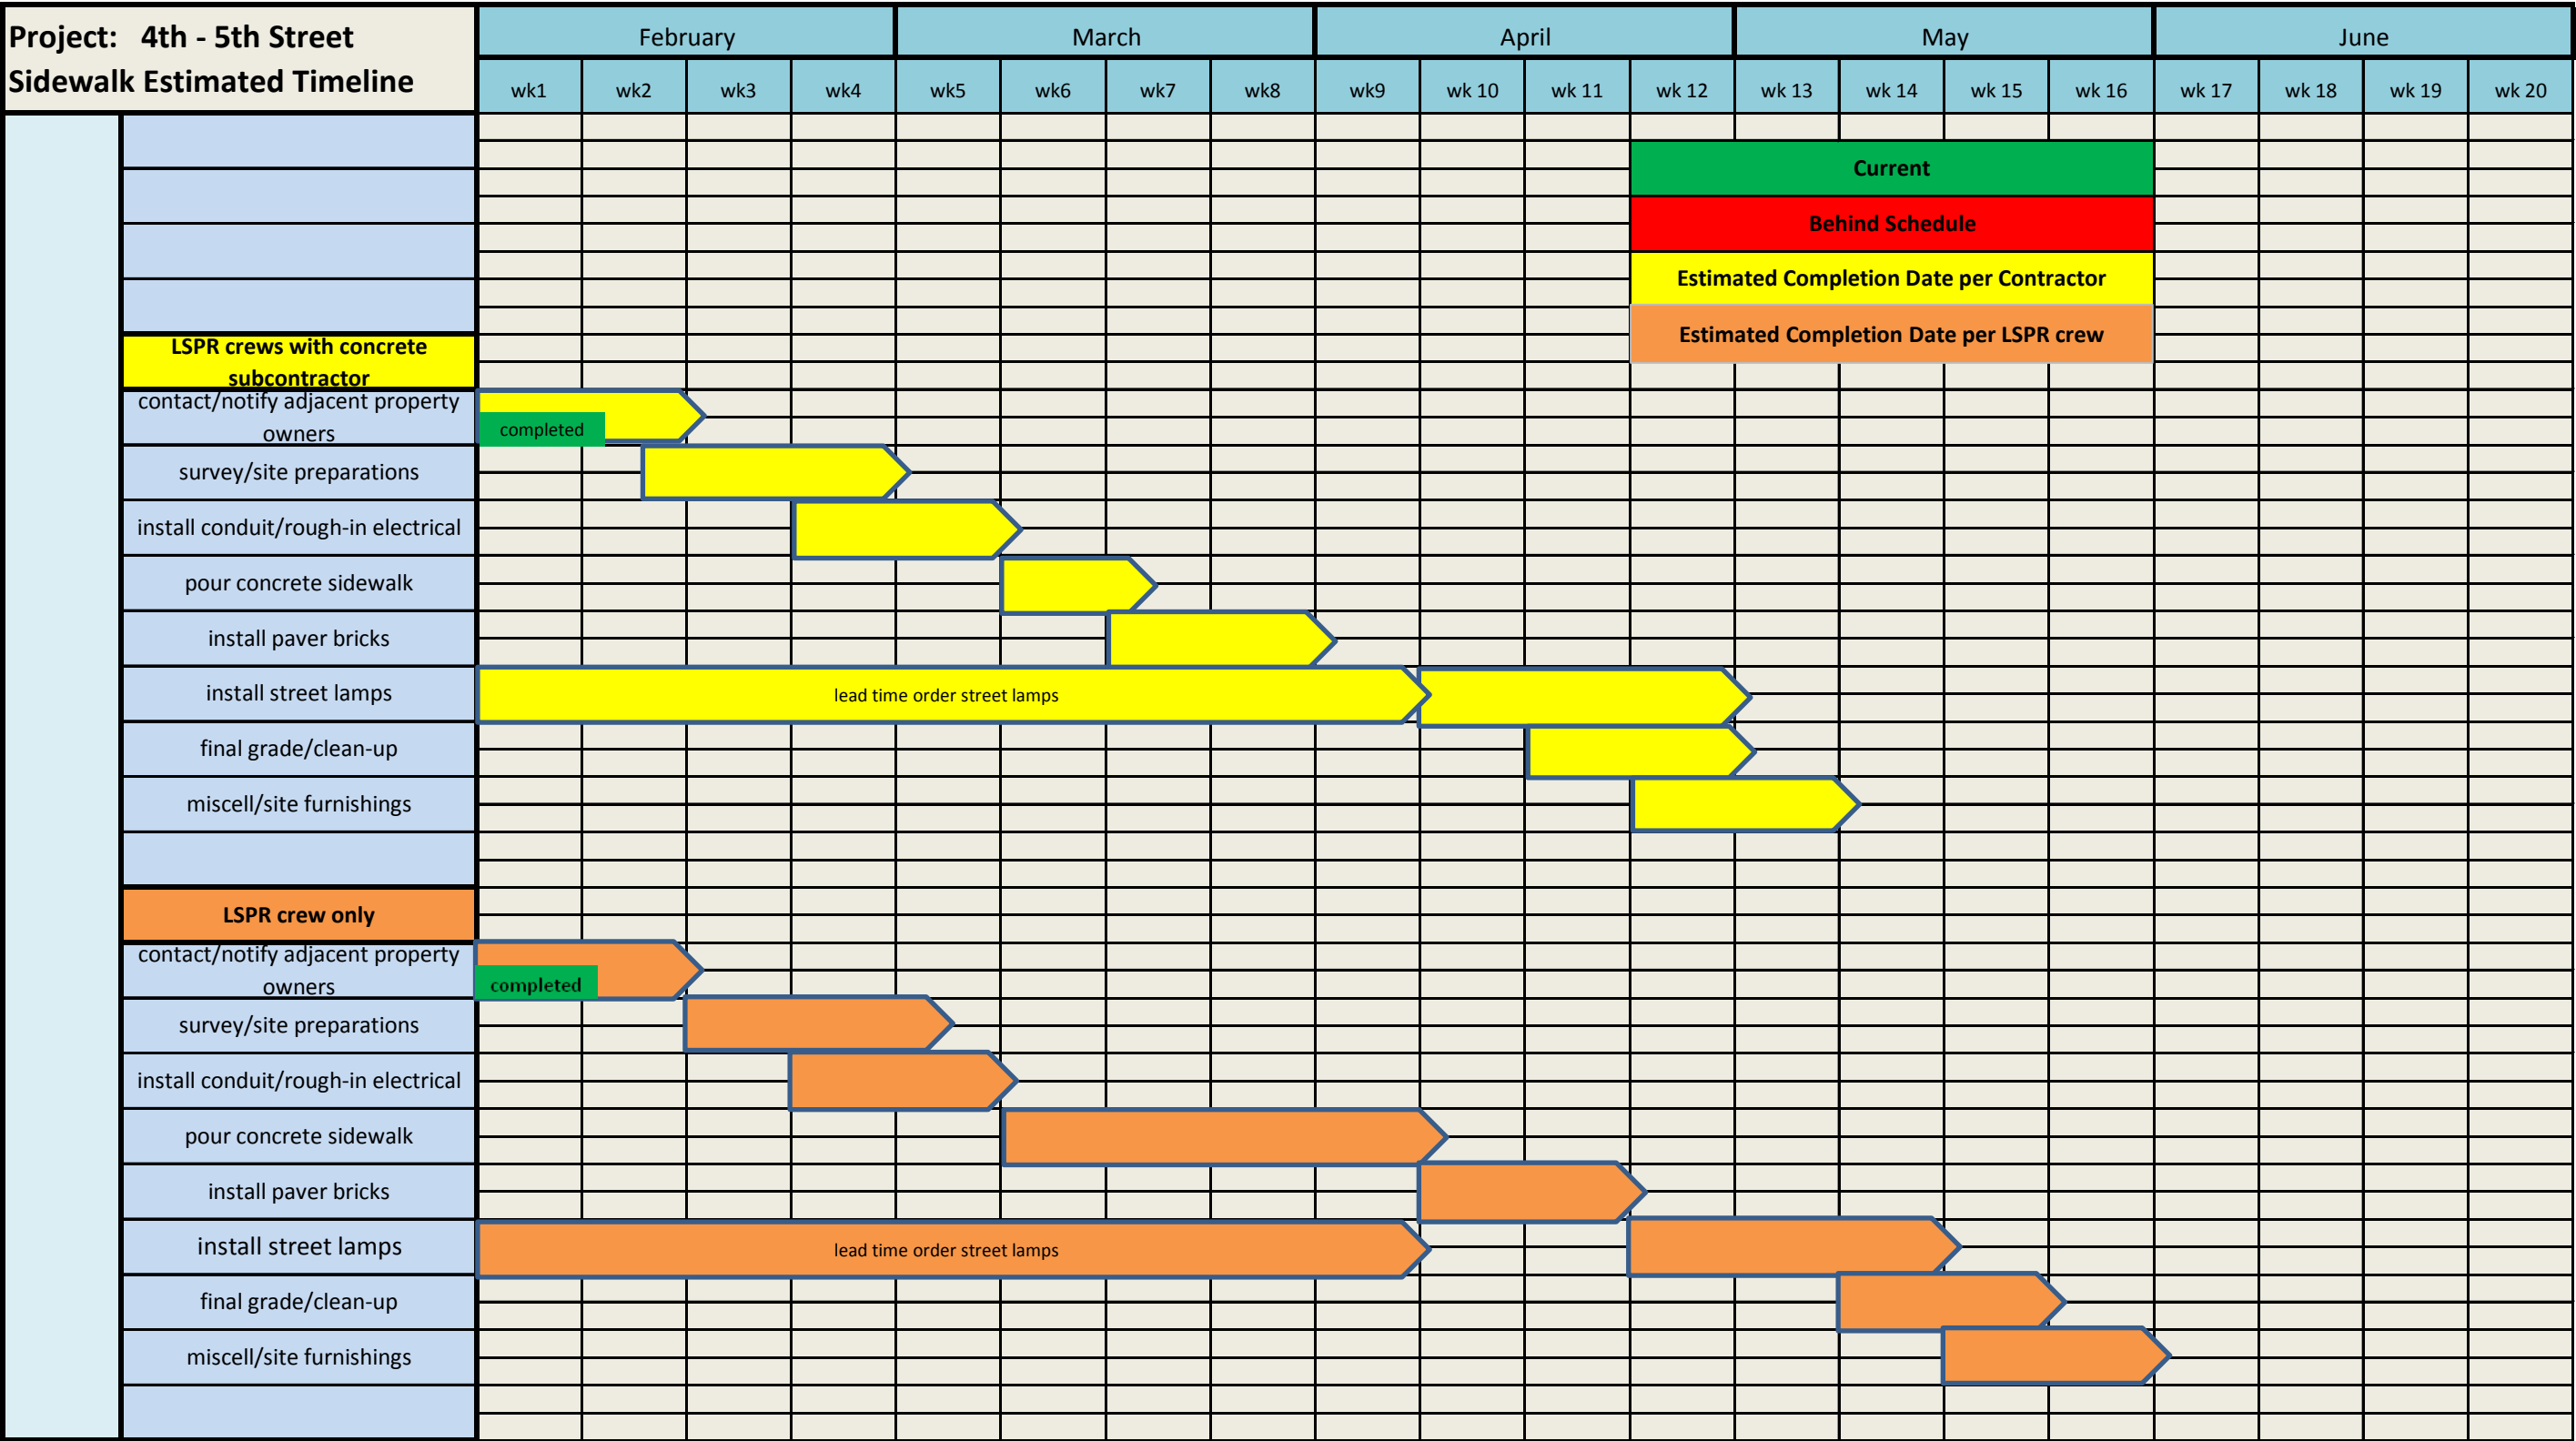 Project: 4th - 5th Street
Sidewalk Estimated Timeline
February March April May June
wk1 wk2 wk3 wk4 wk5 wk6 wk7 wk8 wk9 wk 10 wk 11 wk 12 wk 13 wk 14 wk 15 wk 16 wk 17 wk 18 wk 19 wk 20
Current
Behind Schedule
Estimated Completion Date per Contractor
Estimated Completion Date per LSPR crew
LSPR crews with concrete
subcontractor
contact/notify adjacent property
owners
completed
survey/site preparations
install conduit/rough-in electrical
pour concrete sidewalk
install paver bricks
install street lamps
lead time order street lamps
final grade/clean-up
miscell/site furnishings
LSPR crew only
contact/notify adjacent property
owners
completed
survey/site preparations
install conduit/rough-in electrical
pour concrete sidewalk
install paver bricks
install street lamps
lead time order street lamps
final grade/clean-up
miscell/site furnishings